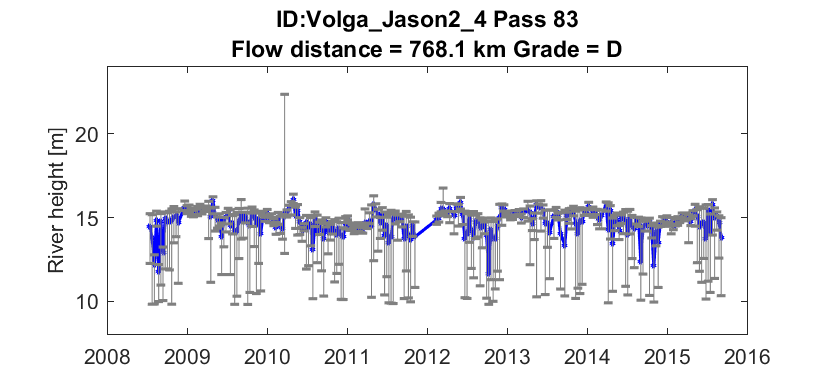 ID:Volga_Jason2_4 Pass 83
Flow distance = 768.1 km Grade = D
River height [m]
20
15
10
2008 2009 2010 2011 2012 2013 2014 2015 2016